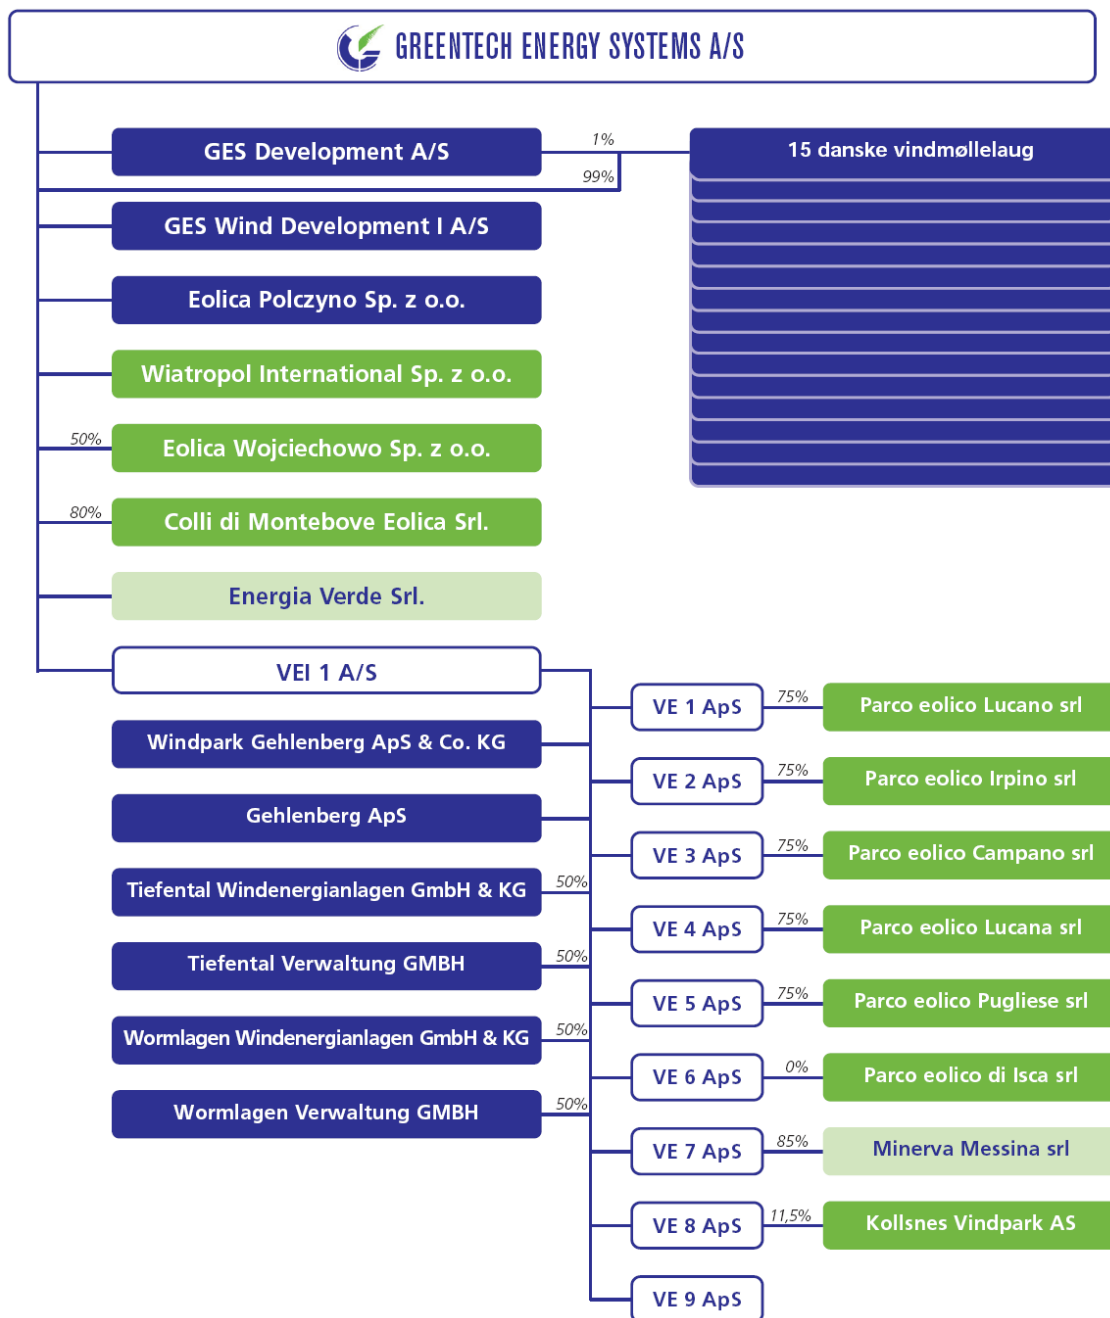 GREENTECH ENERGY SYSTEMS A/S
GES Development A/S
1%
15 danske vindmøllelaug
99%
GES Wind Development I A/S
Eolica Polczyno Sp. z o.o.
Wiatropol International Sp. z o.o.
50%
Eolica Wojciechowo Sp. z o.o.
80%
Colli di Montebove Eolica Srl.
Energia Verde Srl.
VEI 1 A/S
VE 1 ApS
75%
Parco eolico Lucano srl
Windpark Gehlenberg ApS & Co. KG
VE 2 ApS
75%
Parco eolico Irpino srl
Gehlenberg ApS
VE 3 ApS
75%
Parco eolico Campano srl
Tiefental Windenergianlagen GmbH & KG
50%
VE 4 ApS
75%
Parco eolico Lucana srl
Tiefental Verwaltung GMBH
50%
VE 5 ApS
75%
Parco eolico Pugliese srl
Wormlagen Windenergianlagen GmbH & KG
50%
VE 6 ApS
0%
Parco eolico di Isca srl
Wormlagen Verwaltung GMBH
50%
VE 7 ApS
85%
Minerva Messina srl
VE 8 ApS
11,5%
Kollsnes Vindpark AS
VE 9 ApS